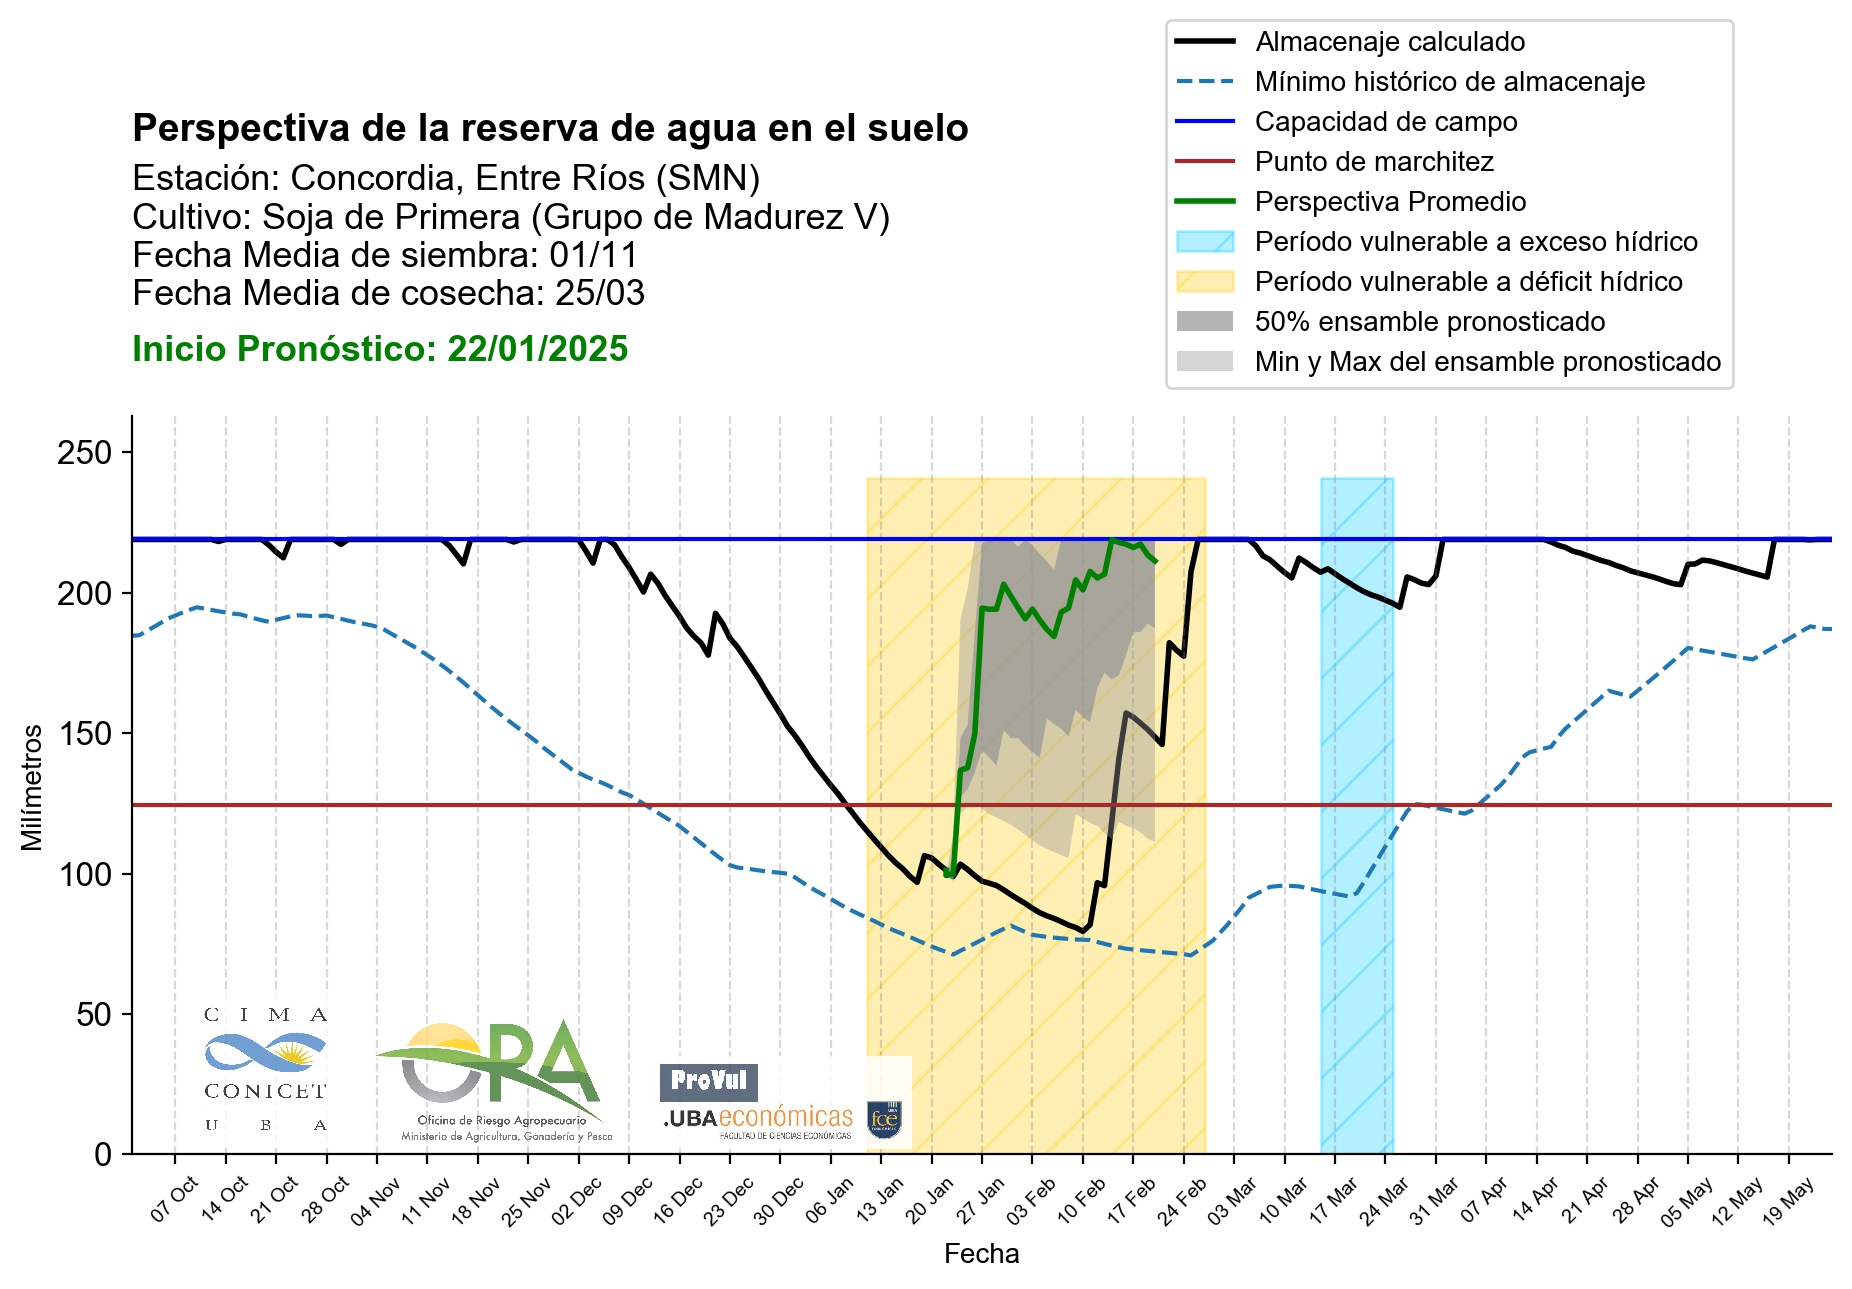 Almacenaje calculado
Mínimo histórico de almacenaje
Capacidad de campo
Punto de marchitez
Perspectiva Promedio
Período vulnerable a exceso hídrico
Período vulnerable a déficit hídrico
50% ensamble pronosticado
Min y Max del ensamble pronosticado
Perspectiva de la reserva de agua en el suelo
Estación: Concordia, Entre Ríos (SMN)
Cultivo: Soja de Primera (Grupo de Madurez V)
Fecha Media de siembra: 01/11
Fecha Media de cosecha: 25/03
Inicio Pronóstico: 22/01/2025
250
200
150
100
50
0
Milímetros
C I M A
CONICET
U B A
OPA
Oficina de Riesgo Agropecuario
Ministerio de Agricultura, Ganadería y Pesca
ProVul
.UBAeconómicas
FACULTAD DE CIENCIAS ECONÓMICAS
UBA
fce
07 Oct
14 Oct
21 Oct
28 Oct
04 Nov
11 Nov
18 Nov
25 Nov
02 Dec
09 Dec
16 Dec
23 Dec
30 Dec
06 Jan
13 Jan
20 Jan
27 Jan
03 Feb
10 Feb
17 Feb
24 Feb
03 Mar
10 Mar
17 Mar
24 Mar
31 Mar
07 Apr
14 Apr
21 Apr
28 Apr
05 May
12 May
19 May
Fecha